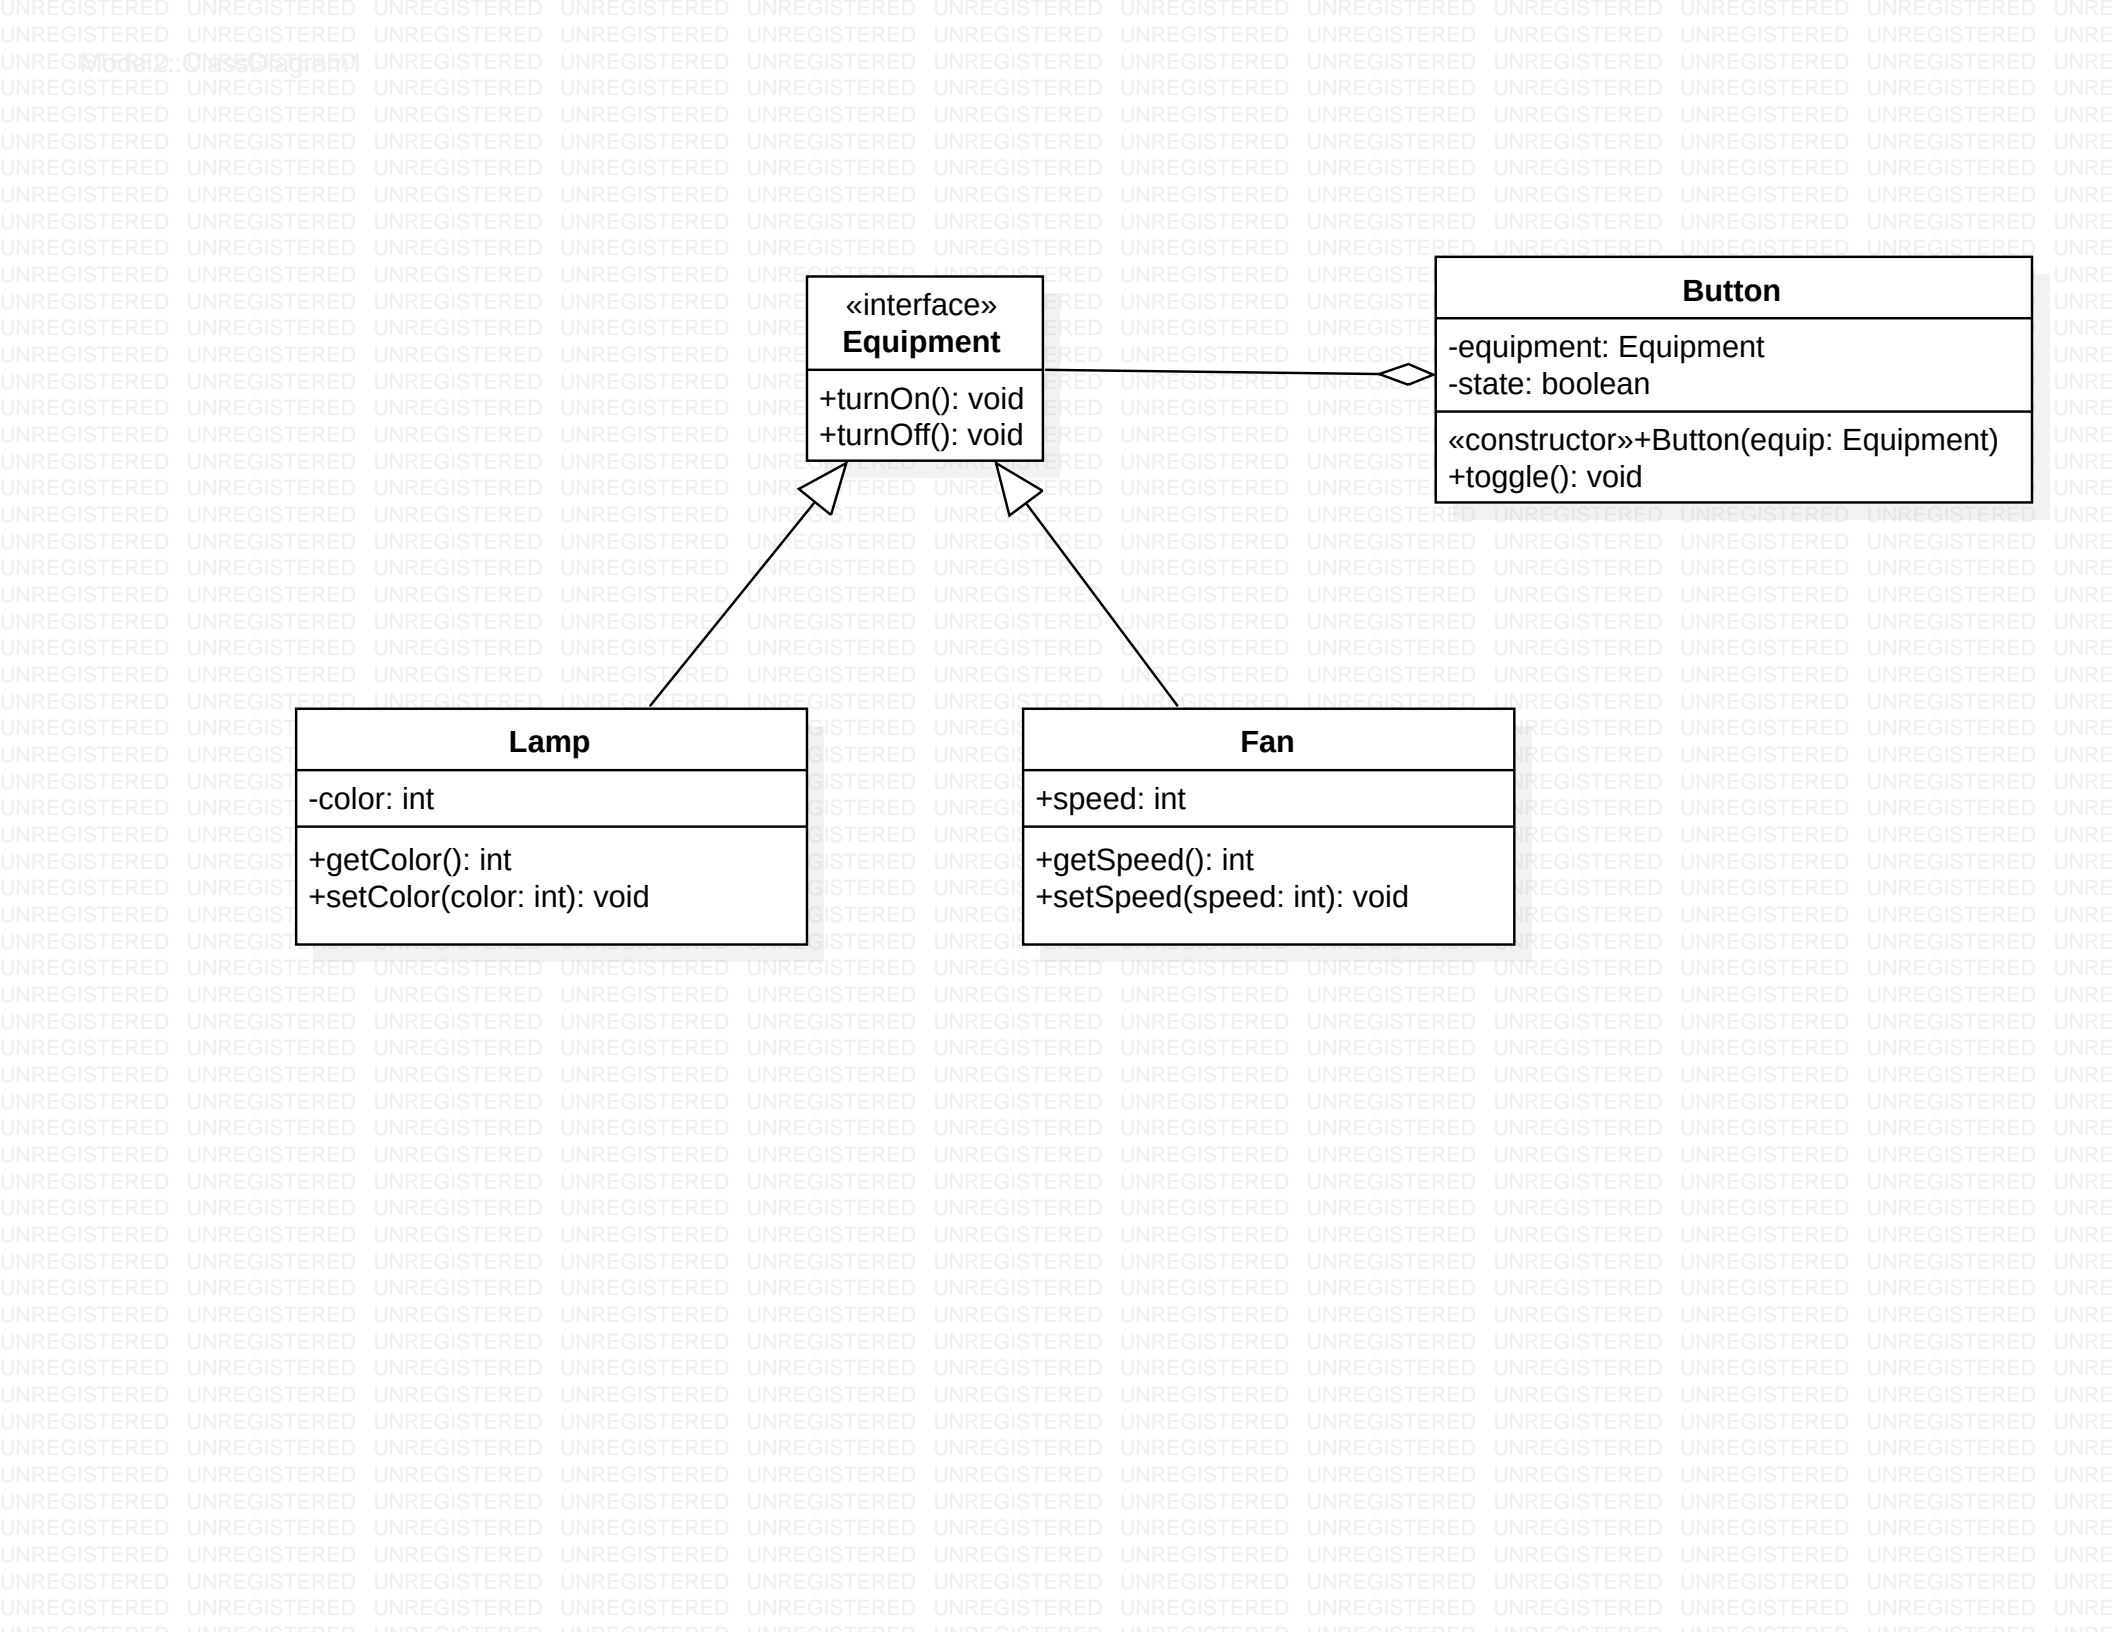 Model2::ClassDiagram1
«interface»
Equipment
+turnOn(): void
+turnOff(): void
Button
-equipment: Equipment
-state: boolean
«constructor»+Button(equip: Equipment)
+toggle(): void
Lamp
-color: int
+getColor(): int
+setColor(color: int): void
Fan
+speed: int
+getSpeed(): int
+setSpeed(speed: int): void
UNREGISTERED